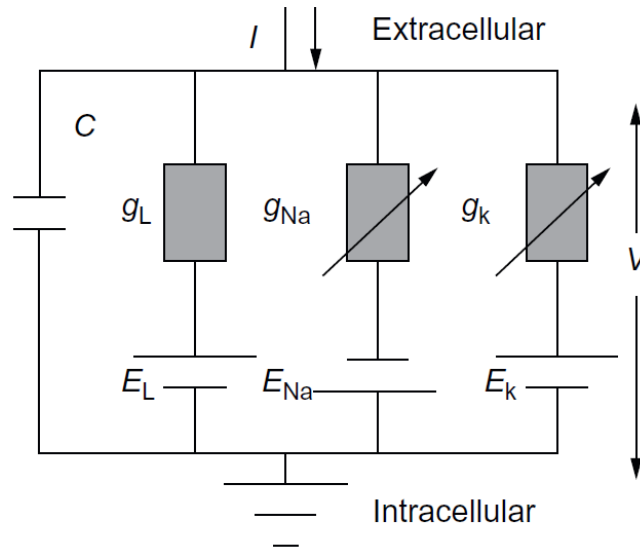 I
Extracellular
C
gL
gNa
gk
V
EL
ENa
Ek
Intracellular